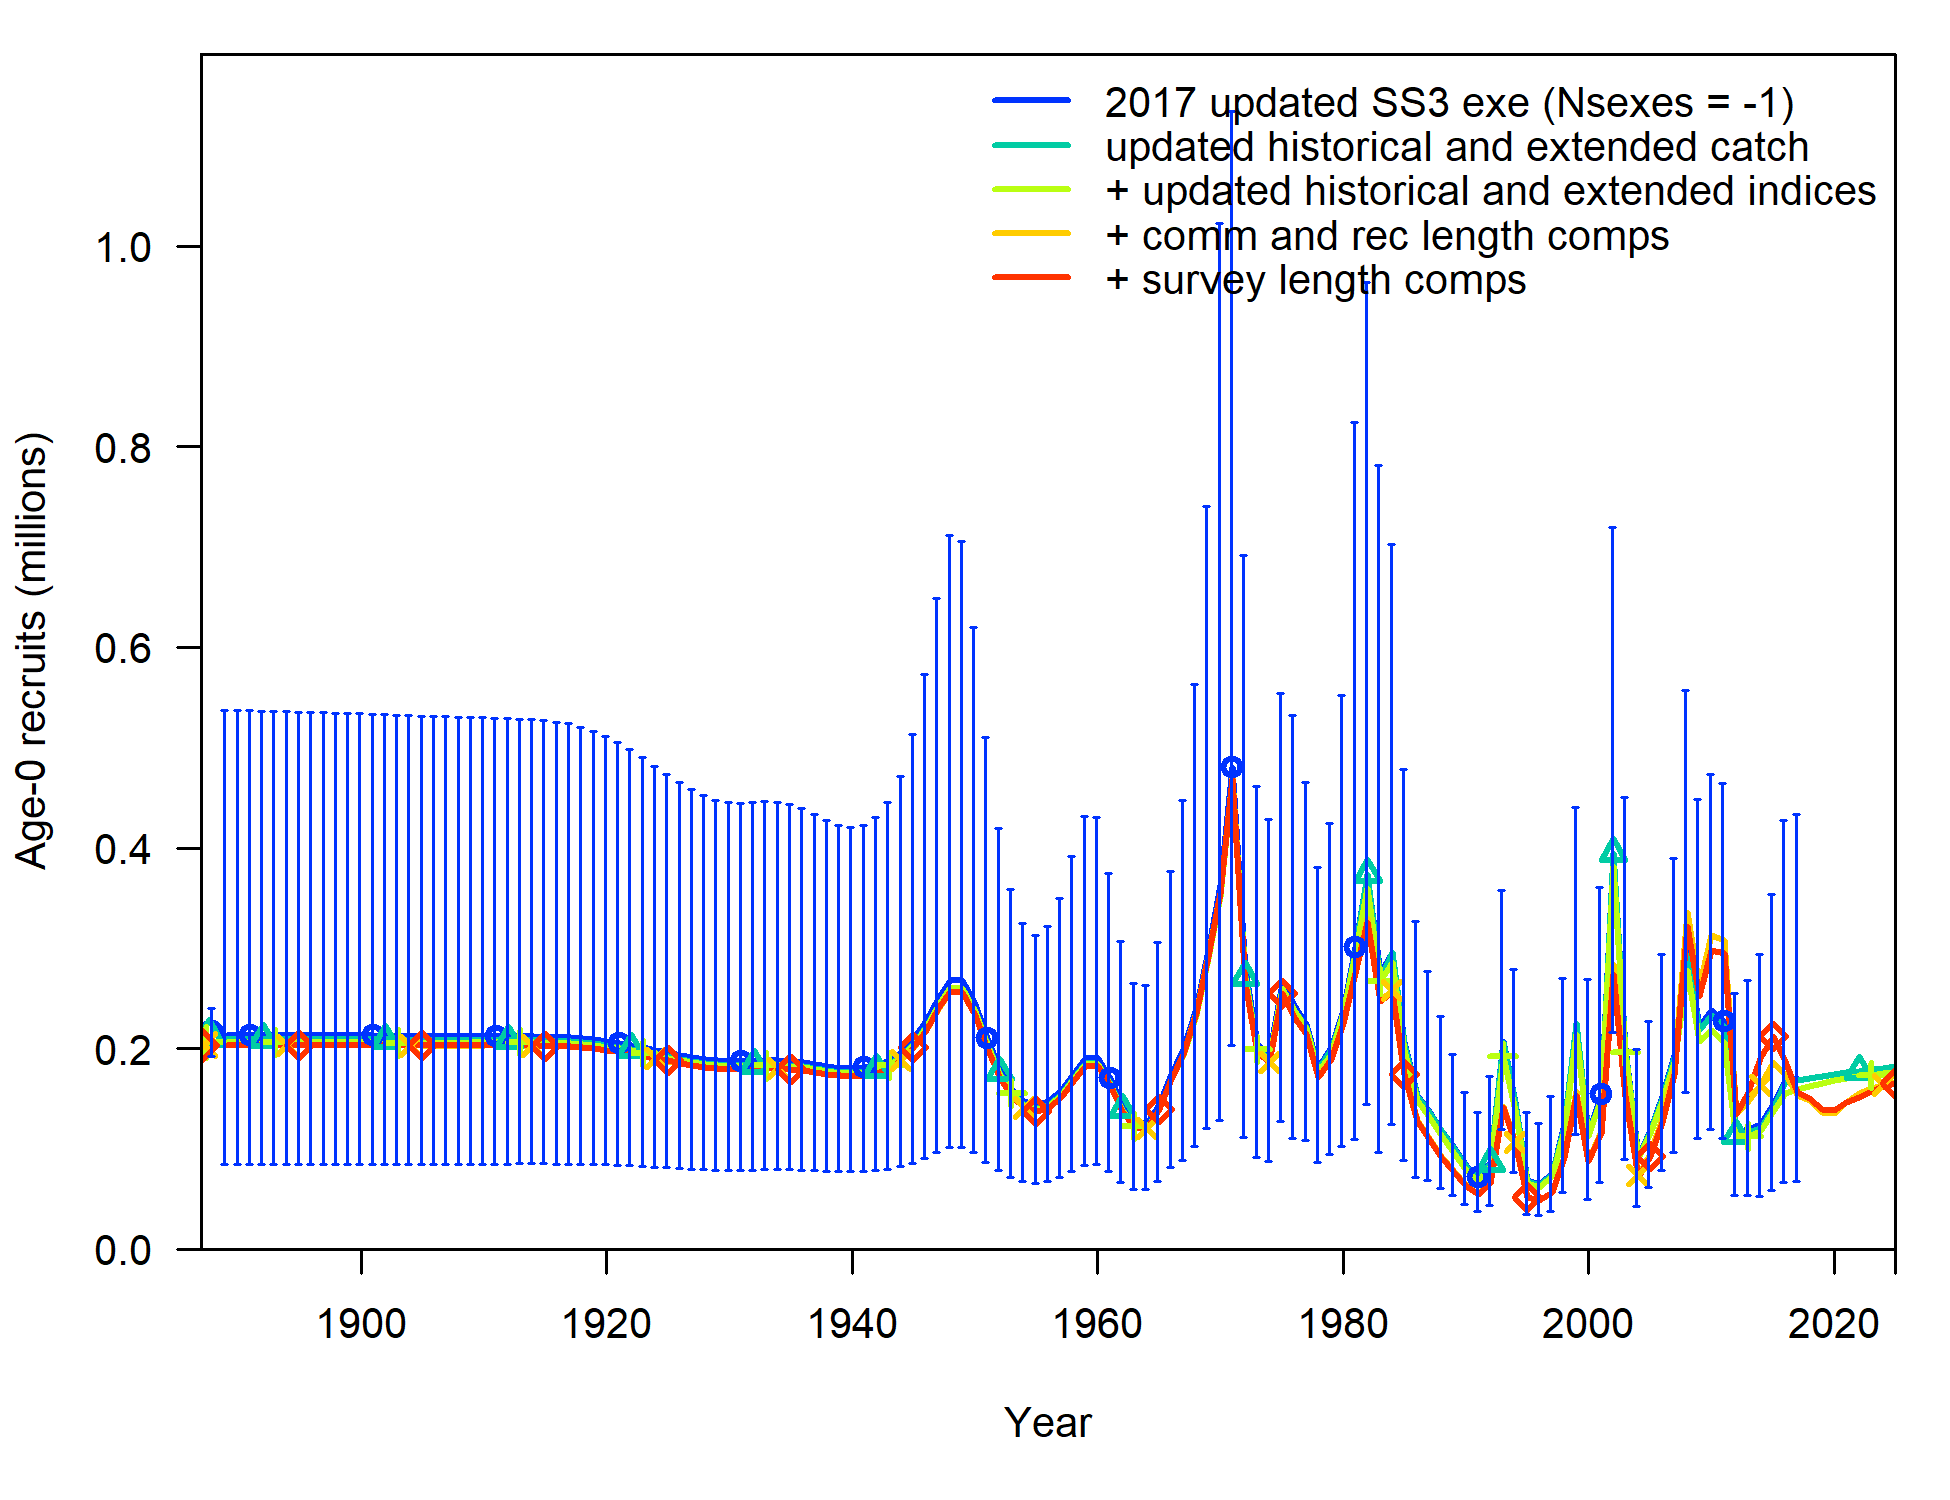 2017 updated SS3 exe (Nsexes = -1)
updated historical and extended catch
+ updated historical and extended indices
+ comm and rec length comps
+ survey length comps
Age-0 recruits (millions)
1.0
0.8
0.6
0.4
0.2
0.0
1900 1920 1940 1960 1980 2000 2020
Year